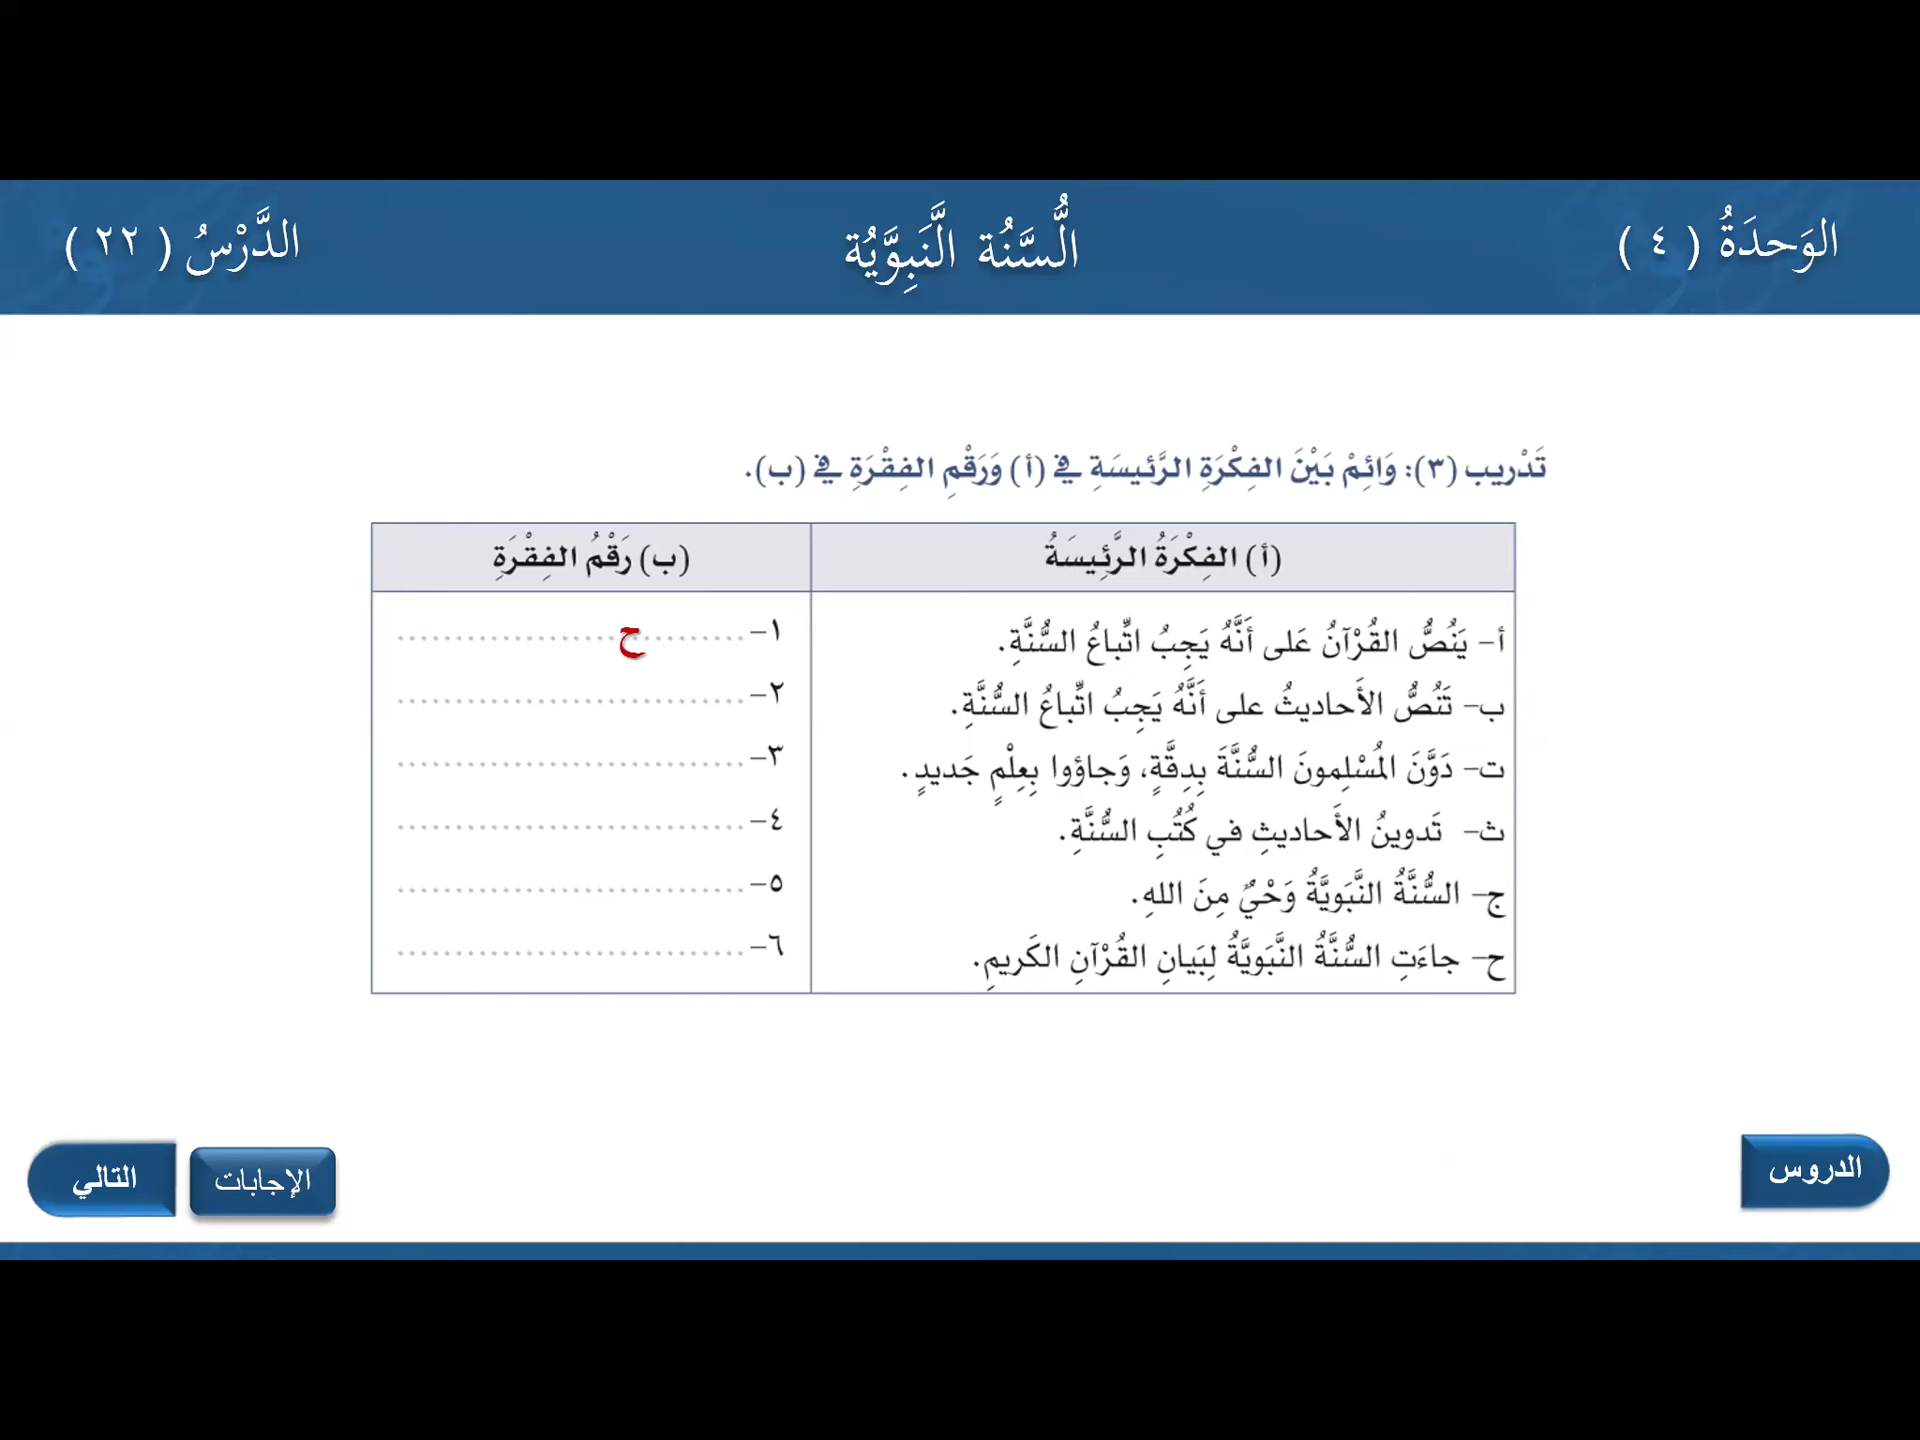 الوَحدَةُ ( ٤ )
السُّنَّة النَّبَوِيَّة
الدَّرْسُ ( ٢٢ )
تَدْريب (٣): وَائِمْ بَيْنَ الفِكْرَةِ الرَّئيسَةِ في (أ) وَرَقْمِ الفِقْرَةِ في (ب).
(أ) الفِكْرَةُ الرَّئِيسَةُ
(ب) رَقْمُ الفِقْرَةِ
أ- يَنُصُّ القُرْآنُ عَلى أَنَّهُ يَجِبُ اتِّباعُ السُّنَّةِ.
ب- تَنُصُّ الأَحاديثُ على أَنَّهُ يَجِبُ اتِّباعُ السُّنَّةِ.
ت- دَوَّنَ المُسْلِمونَ السُّنَّةَ بِدِقَّةٍ، وَجاؤوا بِعِلْمٍ جَديدٍ.
ث- تَدوينُ الأَحاديثِ في كُتُبِ السُّنَّةِ.
ج- السُّنَّةُ النَّبَويَّةُ وَحْيٌ مِنَ اللهِ.
ح- جاءَتِ السُّنَّةُ النَّبَويَّةُ لِبَيانِ القُرْآنِ الكَريمِ.
١- ح
٢-
٣-
٤-
٥-
٦-
الدروس
الإجابات
التالي